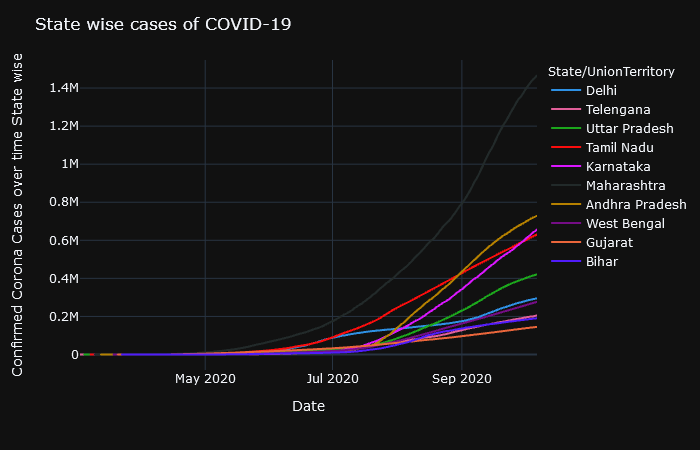 State wise cases of COVID-19
Confirmed Corona Cases over time State wise
1.4M
1.2M
1M
0.8M
0.6M
0.4M
0.2M
0
May 2020
Jul 2020
Sep 2020
Date
State/UnionTerritory
Delhi
Telengana
Uttar Pradesh
Tamil Nadu
Karnataka
Maharashtra
Andhra Pradesh
West Bengal
Gujarat
Bihar